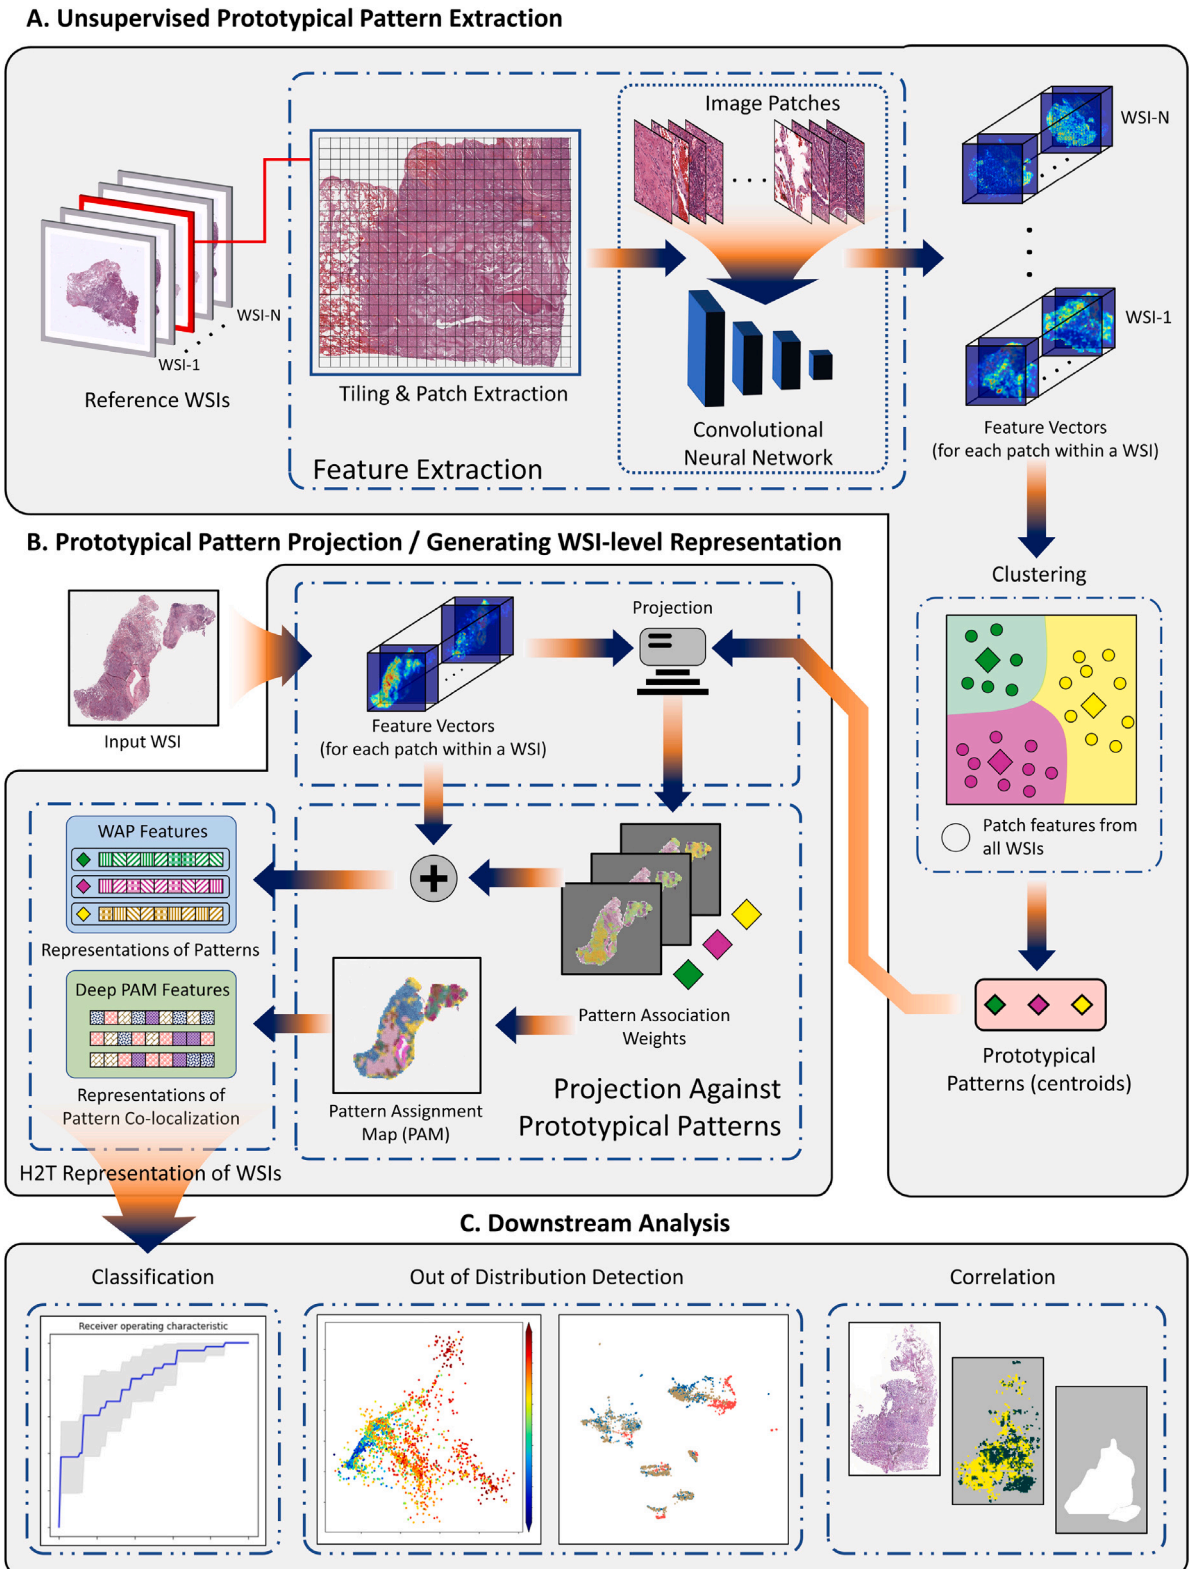 A. Unsupervised Prototypical Pattern Extraction
Image Patches
WSI-N
WSI-N
WSI-1
WSI-1
Reference WSIs
Tiling & Patch Extraction
Convolutional
Neural Network
Feature Extraction
Feature Vectors
(for each patch within a WSI)
Clustering
Patch features from
all WSIs
Prototypical
Patterns (centroids)
B. Prototypical Pattern Projection / Generating WSI-level Representation
Input WSI
Projection
Feature Vectors
(for each patch within a WSI)
WAP Features
Representations of Patterns
Deep PAM Features
Representations of
Pattern Co-localization
Pattern Association
Weights
Pattern Assignment
Map (PAM)
Projection Against
Prototypical Patterns
H2T Representation of WSIs
C. Downstream Analysis
Classification
Receiver operating characteristic
Out of Distribution Detection
Correlation